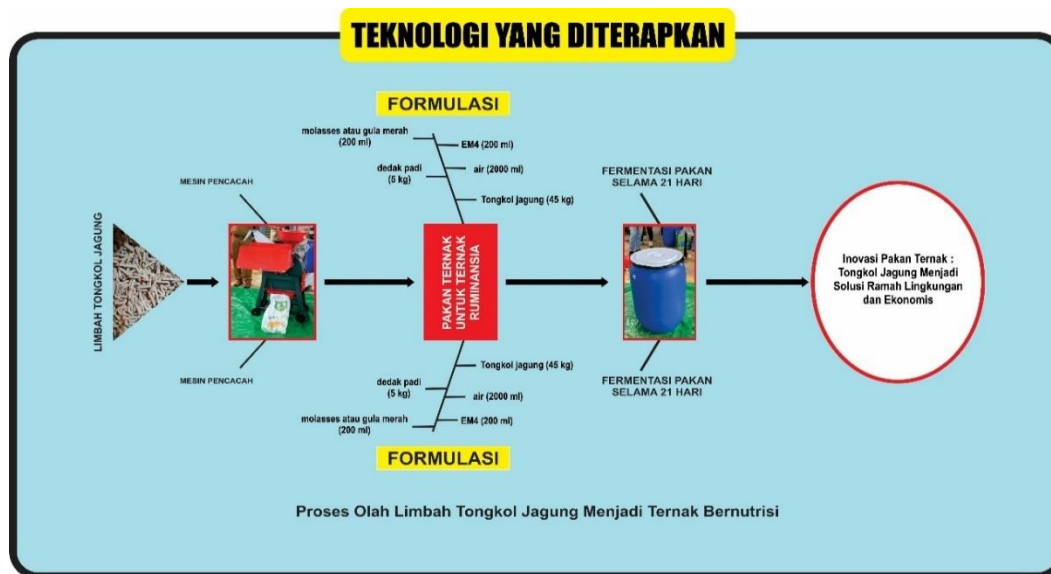 TEKNOLOGI YANG DITERAPKAN
FORMULASI
molasses atau gula merah
(200 ml)
EM4 (200 ml)
dedak padi
(5 kg)
air (2000 ml)
Tongkol jagung (45 kg)
MESIN PENCACAH
FERMENTASI PAKAN
SELAMA 21 HARI
LIMBAH TONGKOL JAGUNG
PAKAN TERNAK
UNTUK TERNAK
RUMINANSIA
Inovasi Pakan Ternak :
Tongkol Jagung Menjadi
Solusi Ramah Lingkungan
dan Ekonomis
MESIN PENCACAH
Tongkol jagung (45 kg)
dedak padi
(5 kg)
air (2000 ml)
molasses atau gula merah
(200 ml)
EM4 (200 ml)
FERMENTASI PAKAN
SELAMA 21 HARI
FORMULASI
Proses Olah Limbah Tongkol Jagung Menjadi Ternak Bernutrisi